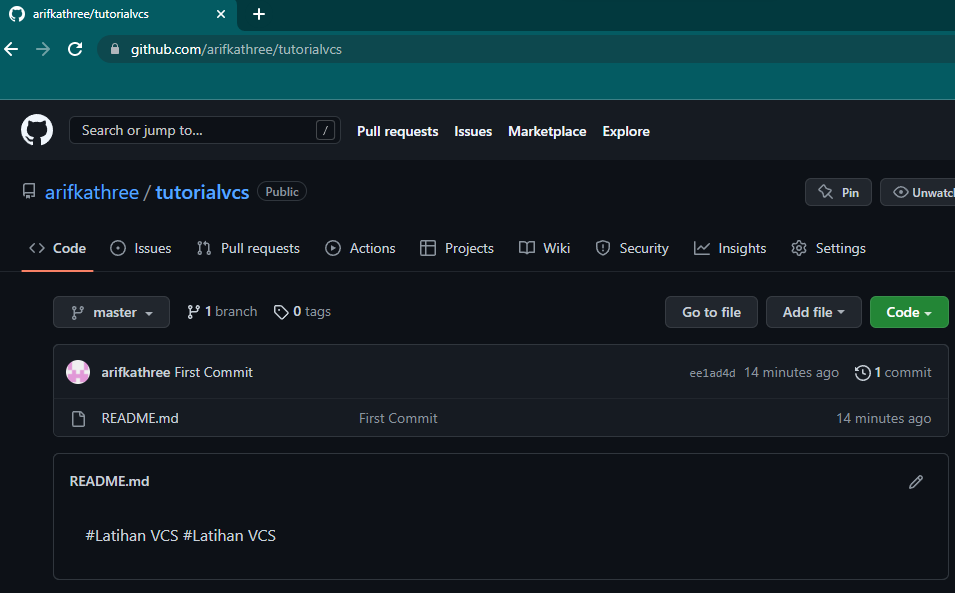 arifkathree/tutorialvcs
github.com/arifkathree/tutorialvcs
Search or jump to... / Pull requests Issues Marketplace Explore
arifkathree / tutorialvcs Public Pin Unwatch
Code Issues Pull requests Actions Projects Wiki Security Insights Settings
master 1 branch 0 tags Go to file Add file Code
arifkathree First Commit ee1ad4d 14 minutes ago 1 commit
README.md First Commit 14 minutes ago
README.md
#Latihan VCS #Latihan VCS